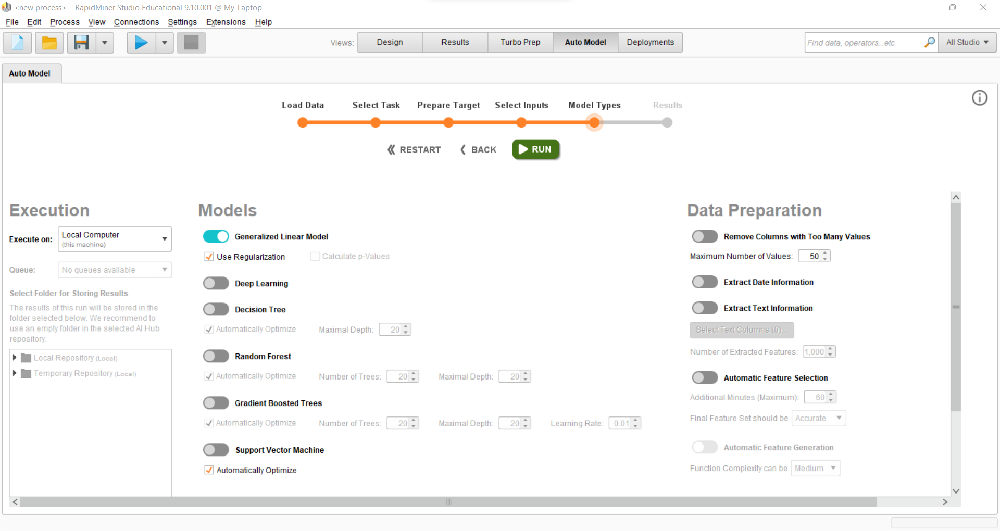 <new process> – RapidMiner Studio Educational 9.10.001 @ My-Laptop
File Edit Process View Connections Settings Extensions Help
Views: Design Results Turbo Prep Auto Model Deployments
Find data, operators...etc
All Studio
Auto Model
Load Data Select Task Prepare Target Select Inputs Model Types Results
RESTART BACK RUN
Execution
Execute on: Local Computer
(this machine)
Queue: No queues available
Select Folder for Storing Results
The results of this run will be stored in the
folder selected below. We recommend to
use an empty folder in the selected AI Hub
repository.
Local Repository (Local)
Temporary Repository (Local)
Models
Generalized Linear Model
Use Regularization Calculate p-Values
Deep Learning
Decision Tree
Automatically Optimize Maximal Depth: 20
Random Forest
Automatically Optimize Number of Trees: 20 Maximal Depth: 20
Gradient Boosted Trees
Automatically Optimize Number of Trees: 20 Maximal Depth: 20 Learning Rate: 0.01
Support Vector Machine
Automatically Optimize
Data Preparation
Remove Columns with Too Many Values
Maximum Number of Values: 50
Extract Date Information
Extract Text Information
Select Text Columns (0)...
Number of Extracted Features: 1,000
Automatic Feature Selection
Additional Minutes (Maximum): 60
Final Feature Set should be Accurate
Automatic Feature Generation
Function Complexity can be Medium